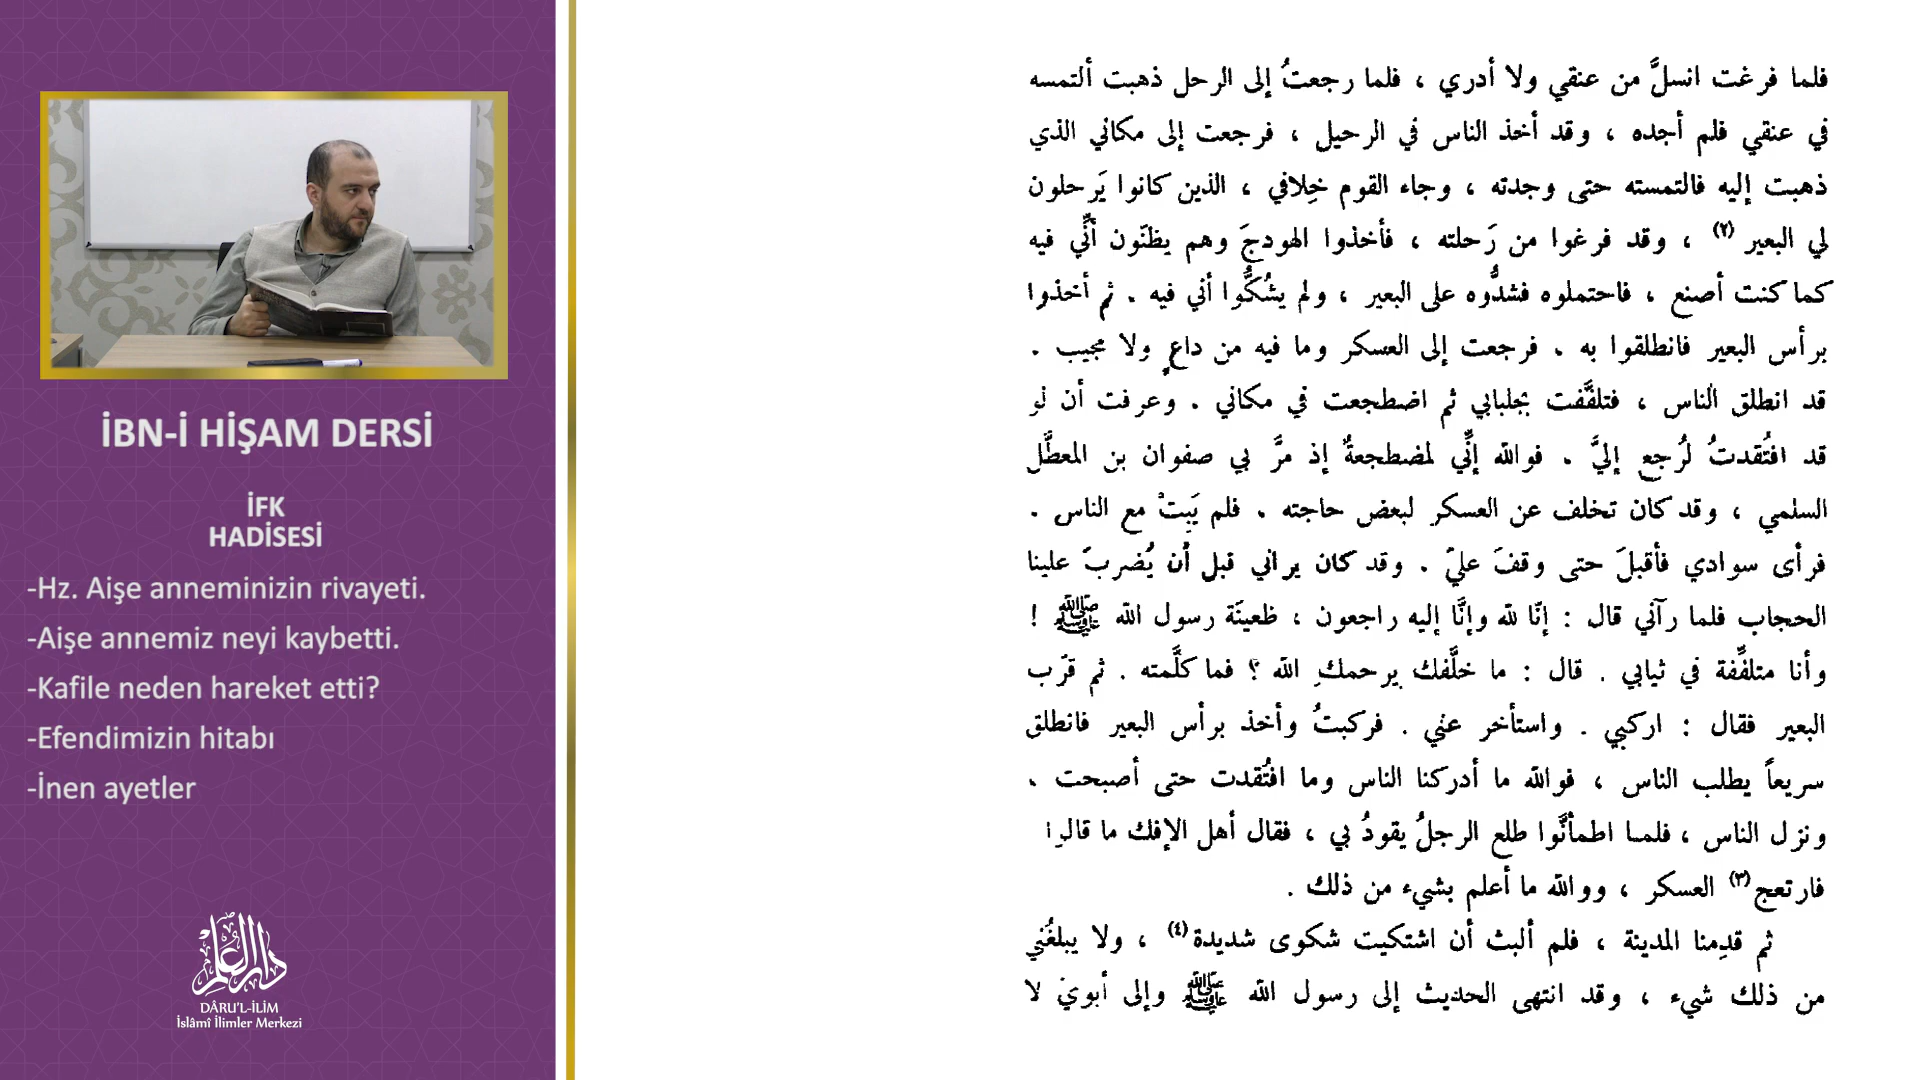 İBN-İ HİŞAM DERSİ
İFK
HADİSESİ
-Hz. Aişe anneminizin rivayeti.
-Aişe annemiz neyi kaybetti.
-Kafile neden hareket etti?
-Efendimizin hitabı
-İnen ayetler
دار العلم
DÂRU'L-İLİM
İslâmî İlimler Merkezi
فلما فرغت انسلَّ من عنقي ولا أدري ، فلما رجعتُ إلى الرحل ذهبت ألتمسه
في عنقي فلم أجده ، وقد أخذ الناس في الرحيل ، فرجعت إلى مكاني الذي
ذهبت إليه فالتمسته حتى وجدته ، وجاء القوم خِلافي ، الذين كانوا يَرحلون
لي البعير (٢) ، وقد فرغوا من رَحلته ، فأخذوا الهودجَ وهم يظنّون أنِّي فيه
كما كنت أصنع ، فاحتملوه فشدُّوه على البعير ، ولم يشُكُّوا أني فيه . ثم أخذوا
برأس البعير فانطلقوا به . فرجعت إلى العسكر وما فيه من داعٍ ولا مجيب .
قد انطلق الناس ، فتلفَّفت بجلبابي ثم اضطجعت في مكاني . وعرفت أن لو
قد افتُقدتُ لرُجع إليَّ . فوالله إنِّي لمضطجعةٌ إذ مرَّ بي صفوان بن المعطَّل
السلمي ، وقد كان تخلف عن العسكر لبعض حاجته . فلم يَبِتْ مع الناس .
فرأى سوادي فأقبلَ حتى وقفَ عليّ . وقد كان يراني قبل أن يُضربَ علينا
الحجاب فلما رآني قال : إنّا لله وإنَّا إليه راجعون ، ظعينَة رسول الله ﷺ !
وأنا متلفِّفة في ثيابي . قال : ما خلَّفك يرحمكِ الله ؟ فما كلَّمته . ثم قرّب
البعير فقال : اركبي . واستأخر عني . فركبتُ وأخذ برأس البعير فانطلق
سريعاً يطلب الناس ، فوالله ما أدركنا الناس وما افتُقدت حتى أصبحت .
ونزل الناس ، فلما اطمأنُّوا طلع الرجلُ يقودُ بي ، فقال أهل الإفك ما قالوا
فارتعج(٣) العسكر ، ووالله ما أعلم بشيء من ذلك .
ثم قدِمنا المدينة ، فلم ألبث أن اشتكيت شكوى شديدة(٤) ، ولا يبلغُني
من ذلك شيء ، وقد انتهى الحديث إلى رسول الله ﷺ وإلى أبويّ لا